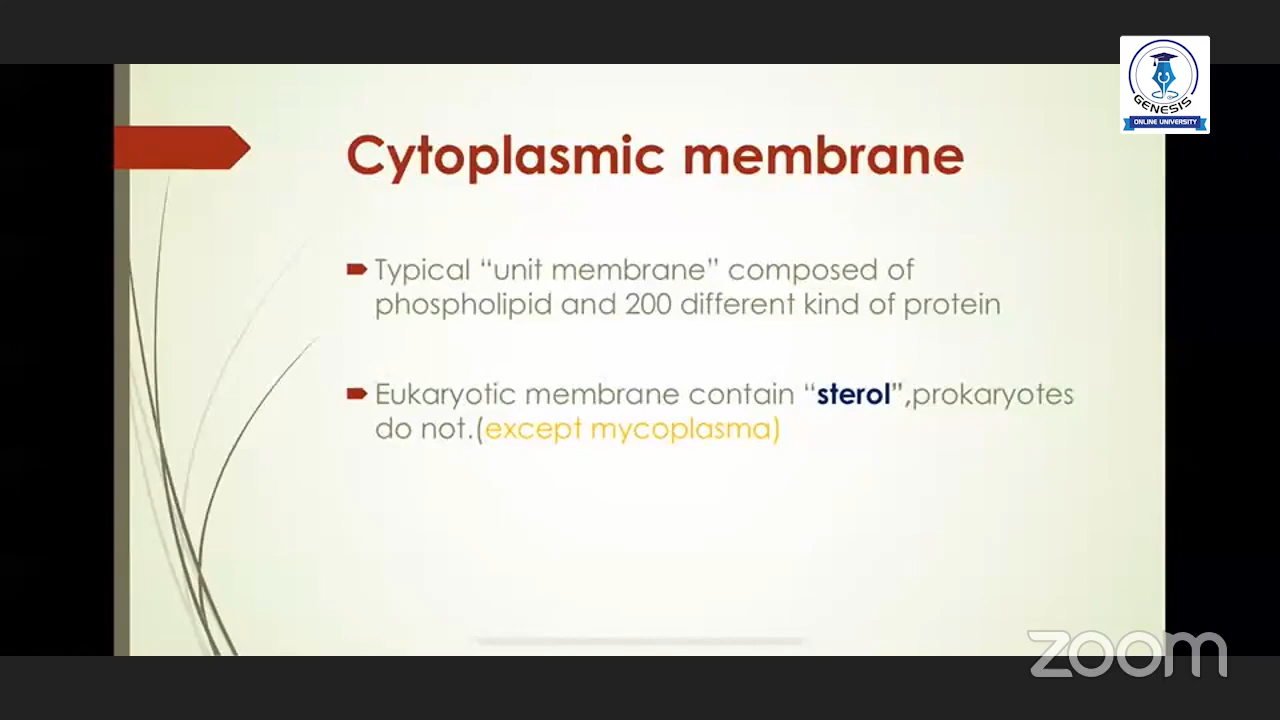 GENESIS
ONLINE UNIVERSITY
Cytoplasmic membrane
Typical “unit membrane” composed of
phospholipid and 200 different kind of protein
Eukaryotic membrane contain “sterol”,prokaryotes
do not.(except mycoplasma)
zoom